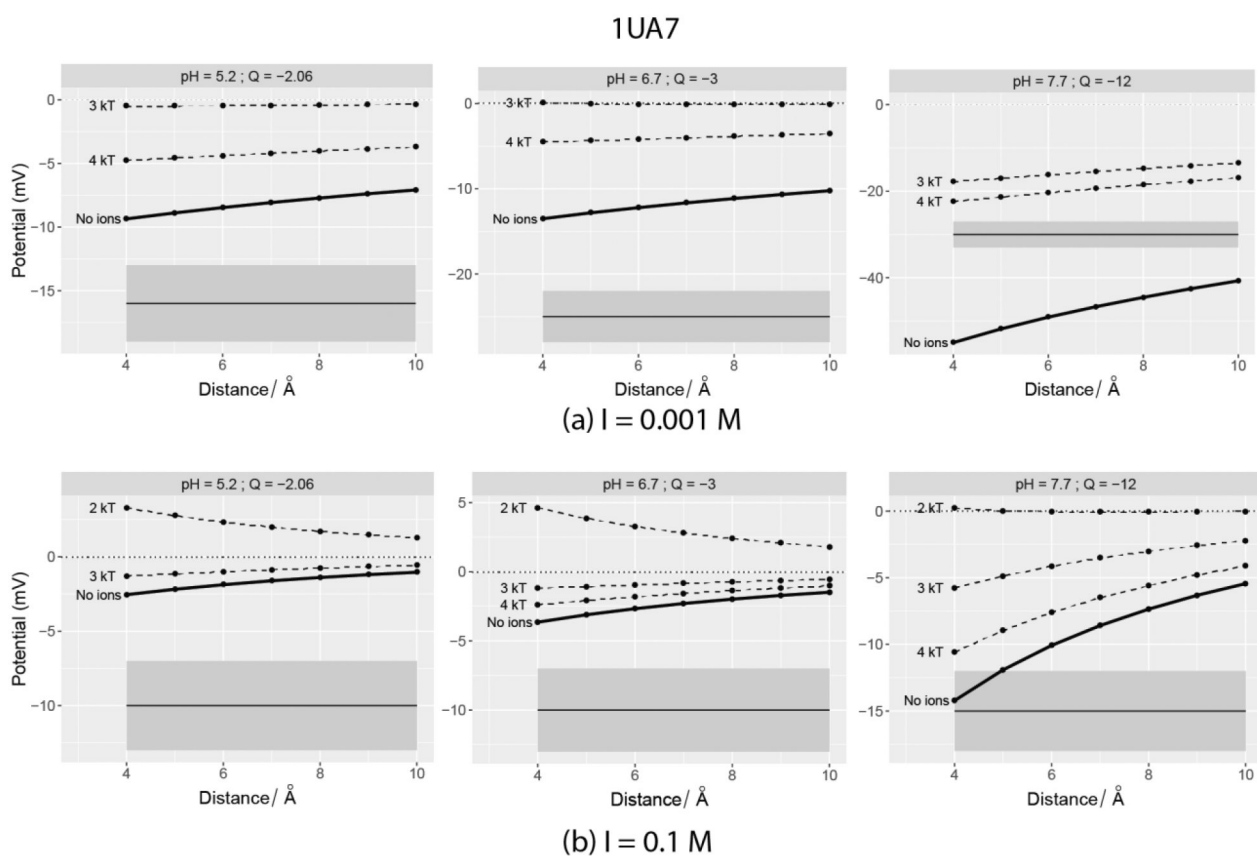 1UA7
pH = 5.2 ; Q = −2.06
0
−5
−10
−15
3 kT
4 kT
No ions
4 6 8 10
Potential (mV)
Distance/ Å
pH = 6.7 ; Q = −3
0
−10
−20
3 kT
4 kT
No ions
4 6 8 10
Distance/ Å
pH = 7.7 ; Q = −12
0
−20
−40
3 kT
4 kT
No ions
4 6 8 10
Distance/ Å
(a) I = 0.001 M
pH = 5.2 ; Q = −2.06
0
−5
−10
2 kT
3 kT
No ions
4 6 8 10
Potential (mV)
Distance/ Å
pH = 6.7 ; Q = −3
5
0
−5
−10
2 kT
3 kT
4 kT
No ions
4 6 8 10
Distance/ Å
pH = 7.7 ; Q = −12
0
−5
−10
−15
2 kT
3 kT
4 kT
No ions
4 6 8 10
Distance/ Å
(b) I = 0.1 M